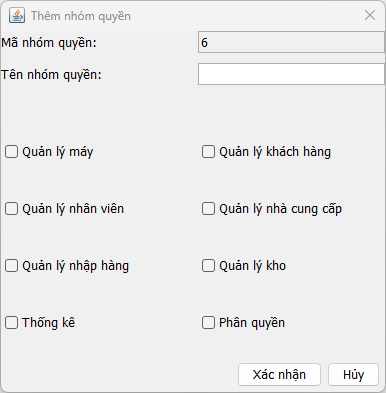 Thêm nhóm quyền
Mã nhóm quyền: 6
Tên nhóm quyền:
Quản lý máy Quản lý khách hàng
Quản lý nhân viên Quản lý nhà cung cấp
Quản lý nhập hàng Quản lý kho
Thống kê Phân quyền
Xác nhận Hủy